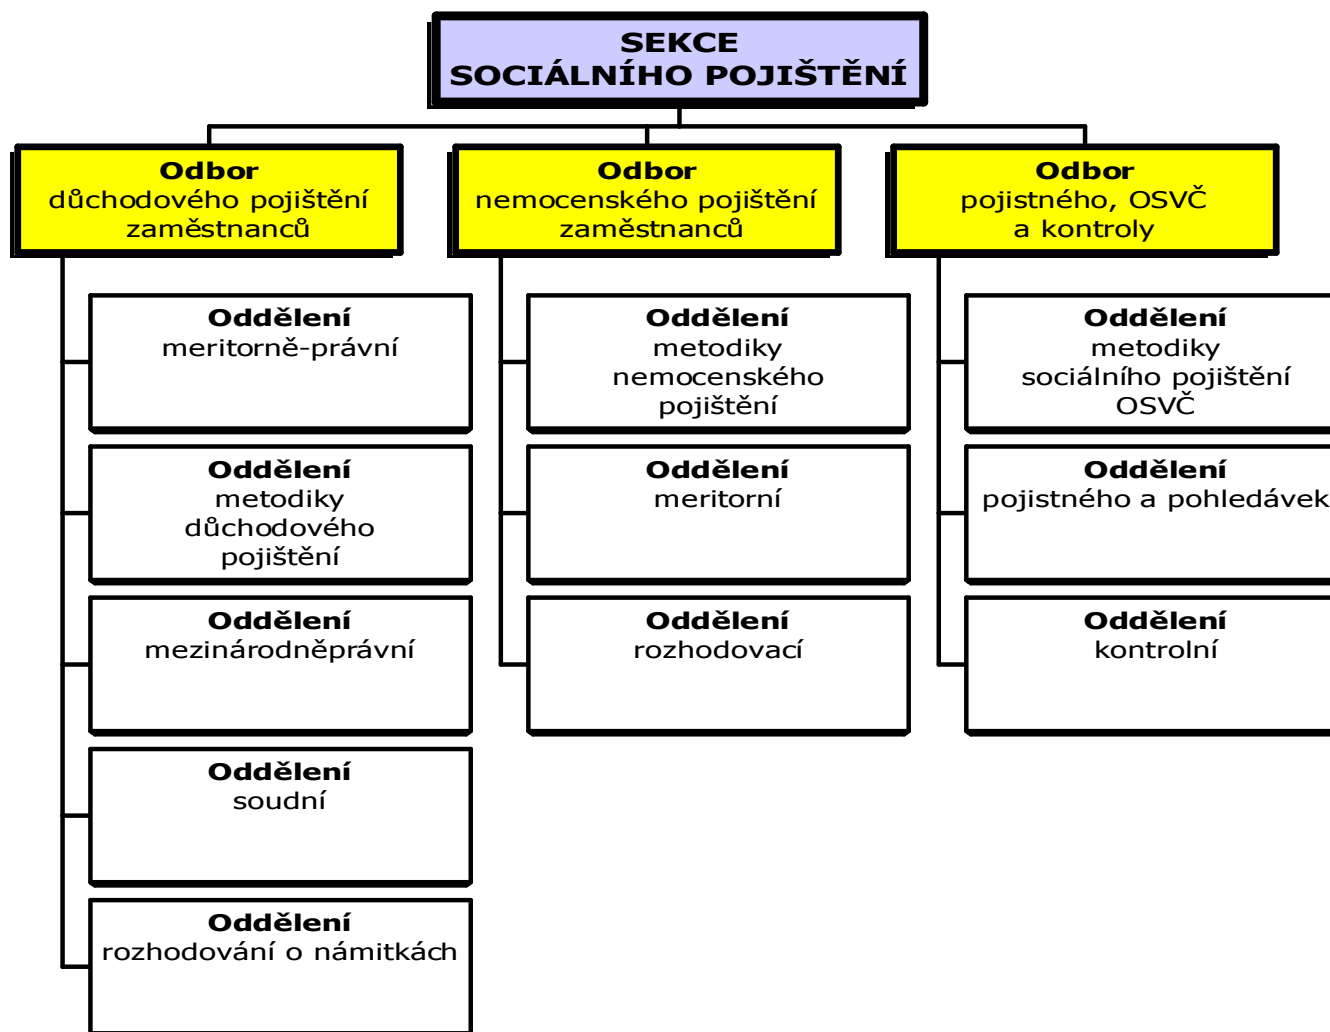 SEKCE
SOCIÁLNÍHO POJIŠTĚNÍ
Odbor
důchodového pojištění
zaměstnanců
Oddělení
meritorně-právní
Oddělení
metodiky
důchodového
pojištění
Oddělení
mezinárodněprávní
Oddělení
soudní
Oddělení
rozhodování o námitkách
Odbor
nemocenského pojištění
zaměstnanců
Oddělení
metodiky
nemocenského
pojištění
Oddělení
meritorní
Oddělení
rozhodovací
Odbor
pojistného, OSVČ
a kontroly
Oddělení
metodiky
sociálního pojištění
OSVČ
Oddělení
pojistného a pohledávek
Oddělení
kontrolní